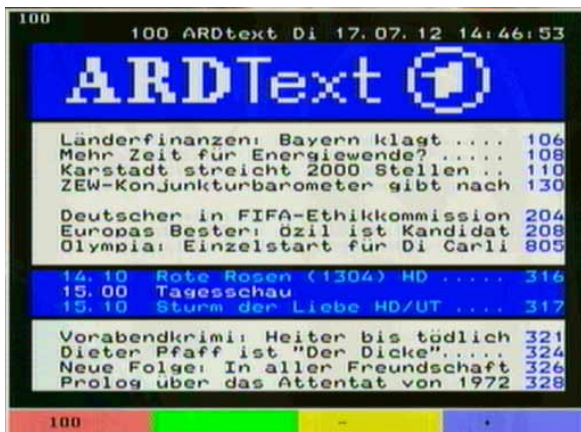 100
100 ARDtext Di 17.07.12 14:46:53
ARDText 1
Länderfinanzen: Bayern klagt .... 106
Mehr Zeit für Energiewende? ..... 108
Karstadt streicht 2000 Stellen .. 110
ZEW-Konjunkturbarometer gibt nach 130
Deutscher in FIFA-Ethikkommission 204
Europas Bester: Özil ist Kandidat 208
Olympia: Einzelstart für Di Carli 805
14.10 Rote Rosen (1304) HD ..... 316
15.00 Tagesschau
15.10 Sturm der Liebe HD/UT .... 317
Vorabendkrimi: Heiter bis tödlich 321
Dieter Pfaff ist "Der Dicke"..... 324
Neue Folge: In aller Freundschaft 326
Prolog über das Attentat von 1972 328
100 - +